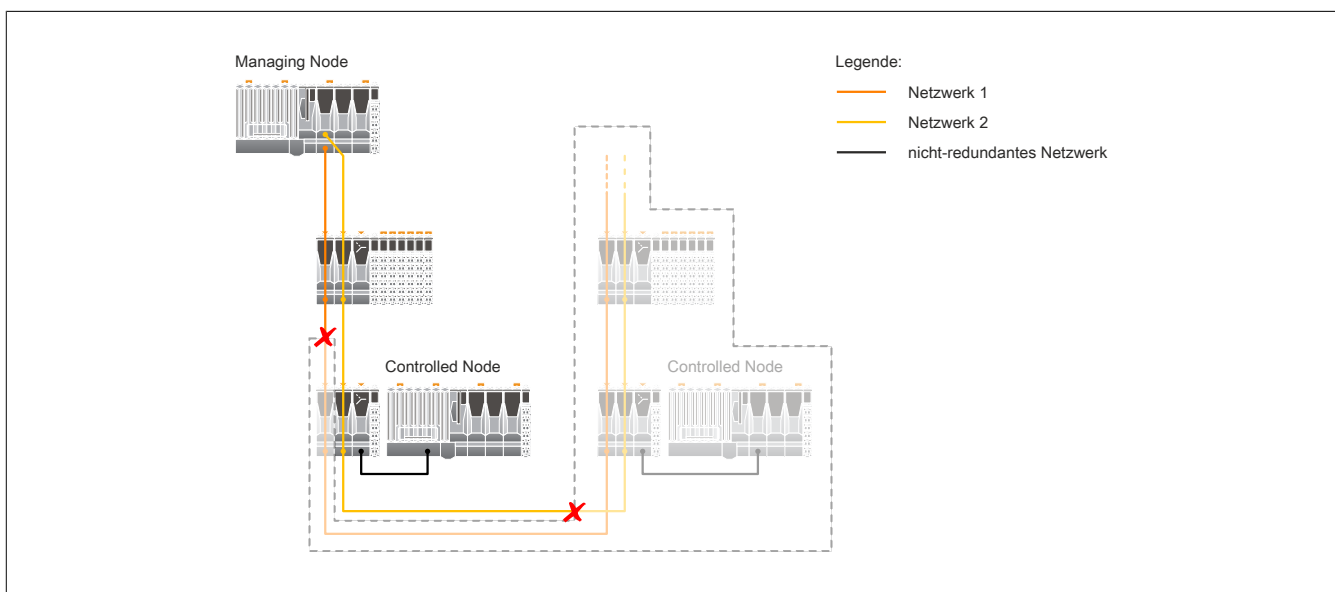 Managing Node
Legende:
Netzwerk 1
Netzwerk 2
nicht-redundantes Netzwerk
Controlled Node
Controlled Node